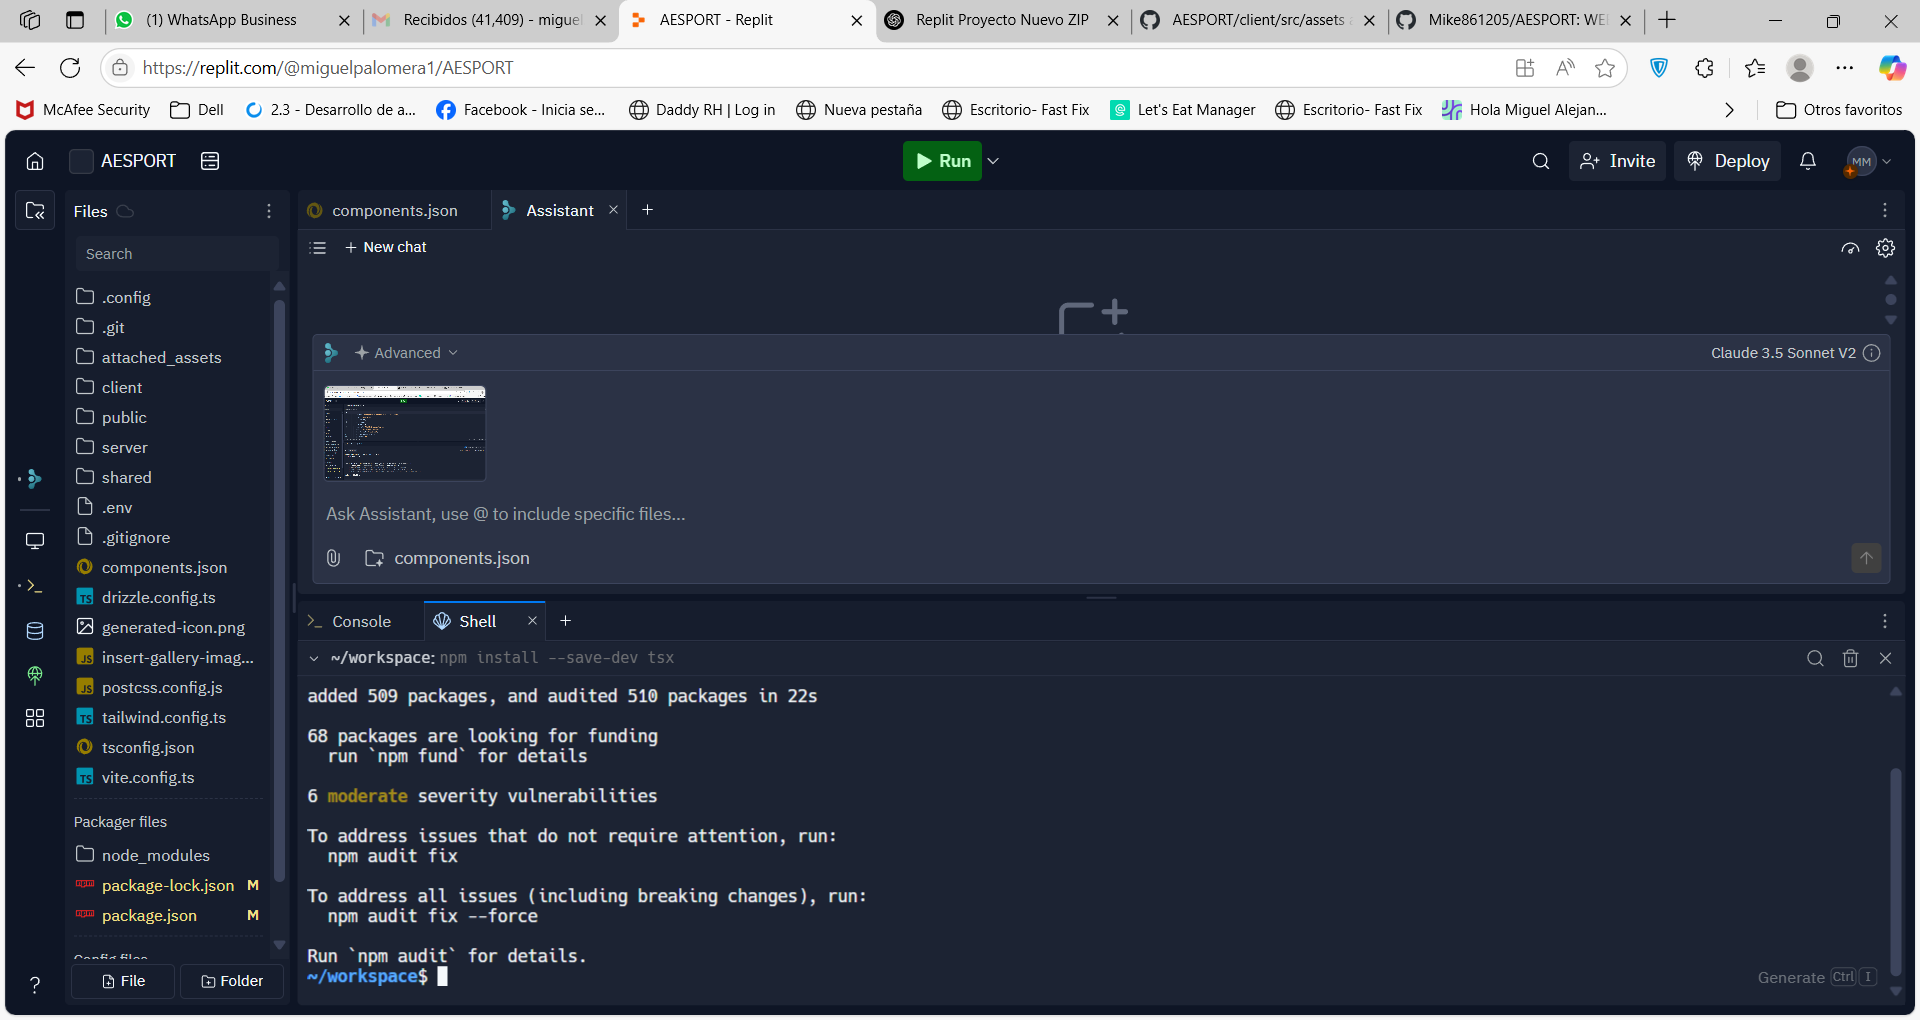 (1) WhatsApp Business
Recibidos (41,409) - migue
AESPORT - Replit
Replit Proyecto Nuevo ZIP
AESPORT/client/src/assets
Mike861205/AESPORT: WE
https://replit.com/@miguelpalomera1/AESPORT
McAfee Security
Dell
2.3 - Desarrollo de a...
Facebook - Inicia se...
Daddy RH | Log in
Nueva pestaña
Escritorio- Fast Fix
Let's Eat Manager
Escritorio- Fast Fix
Hola Miguel Alejan...
Otros favoritos
AESPORT
Run
Invite
Deploy
MM
Files
Search
.config
.git
attached_assets
client
public
server
shared
.env
.gitignore
components.json
drizzle.config.ts
generated-icon.png
insert-gallery-imag...
postcss.config.js
tailwind.config.ts
tsconfig.json
vite.config.ts
Packager files
node_modules
package-lock.json M
package.json M
Config files
File
Folder
components.json
Assistant
New chat
Advanced
Claude 3.5 Sonnet V2
Ask Assistant, use @ to include specific files...
components.json
Console
Shell
~/workspace: npm install --save-dev tsx
added 509 packages, and audited 510 packages in 22s
68 packages are looking for funding
run `npm fund` for details
6 moderate severity vulnerabilities
To address issues that do not require attention, run:
npm audit fix
To address all issues (including breaking changes), run:
npm audit fix --force
Run `npm audit` for details.
~/workspace$
Generate Ctrl I